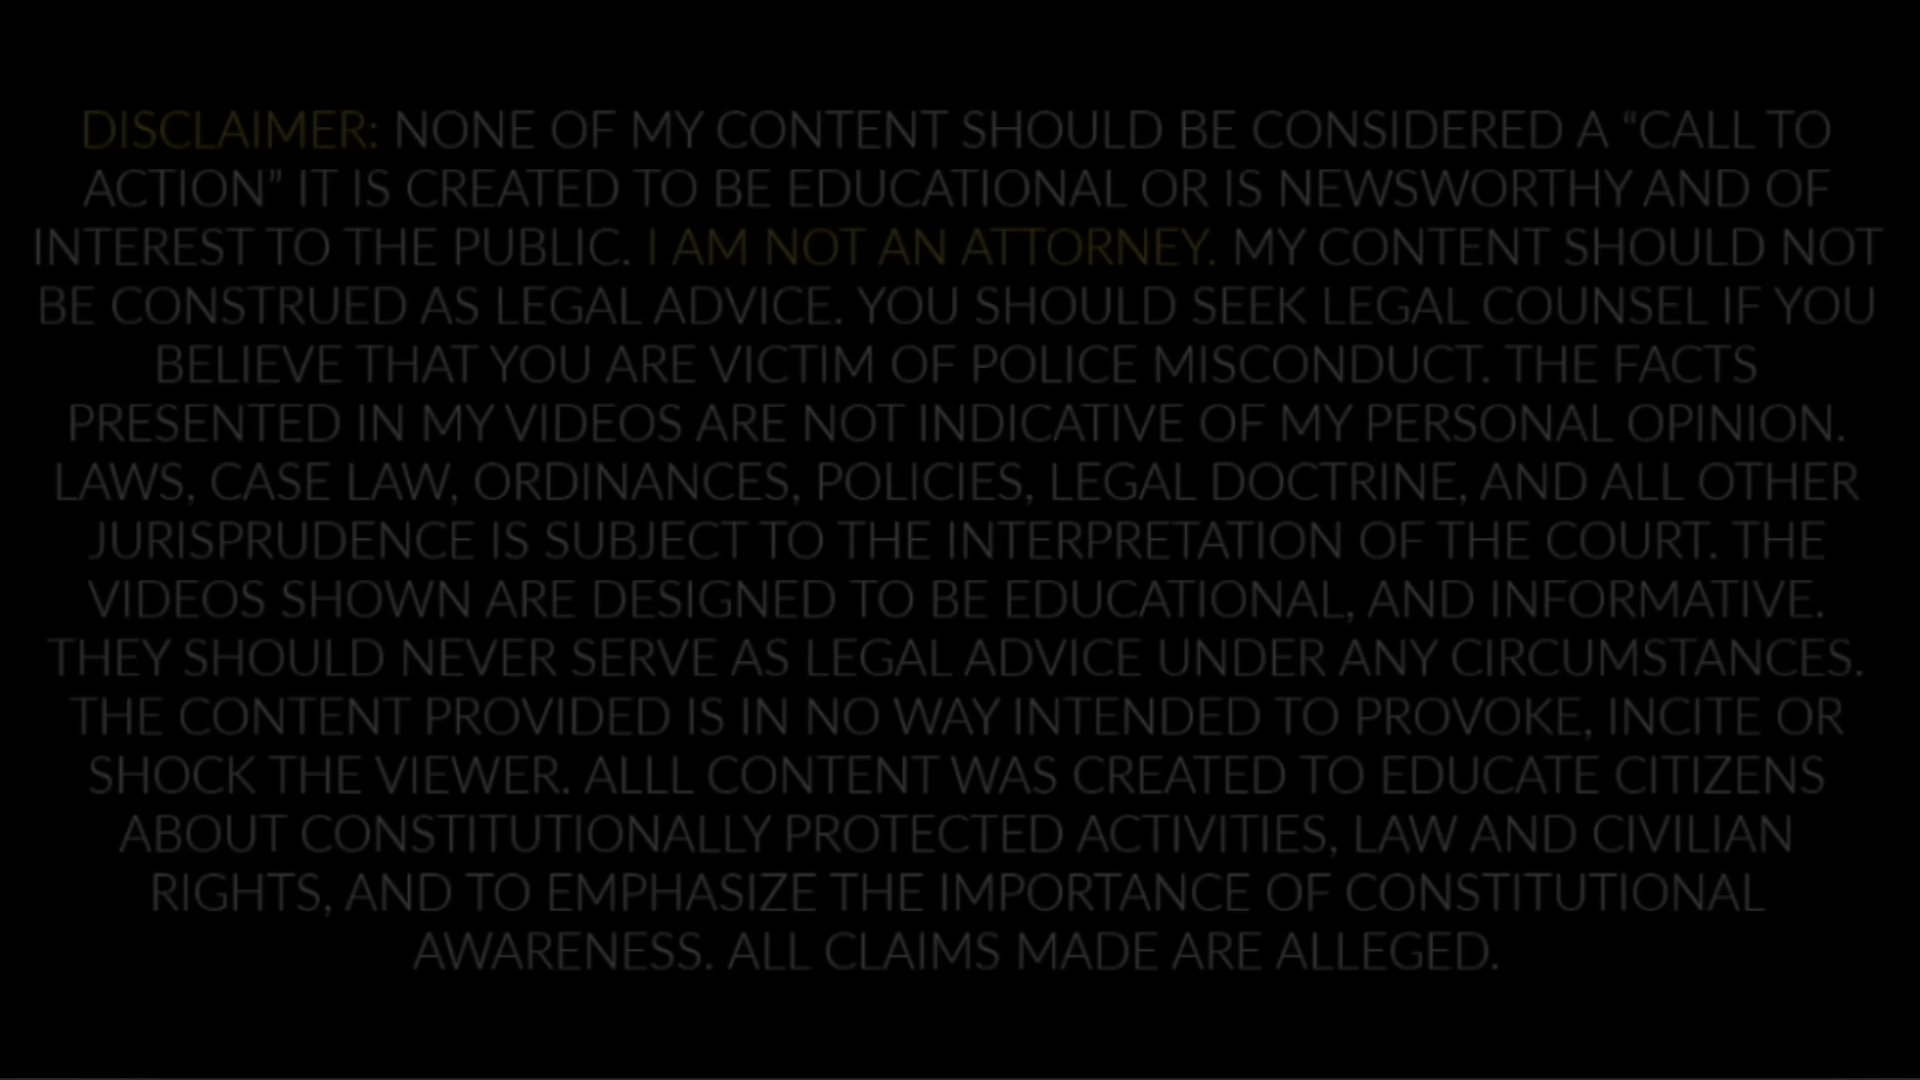 DISCLAIMER: NONE OF MY CONTENT SHOULD BE CONSIDERED A “CALL TO
ACTION” IT IS CREATED TO BE EDUCATIONAL OR IS NEWSWORTHY AND OF
INTEREST TO THE PUBLIC. I AM NOT AN ATTORNEY. MY CONTENT SHOULD NOT
BE CONSTRUED AS LEGAL ADVICE. YOU SHOULD SEEK LEGAL COUNSEL IF YOU
BELIEVE THAT YOU ARE VICTIM OF POLICE MISCONDUCT. THE FACTS
PRESENTED IN MY VIDEOS ARE NOT INDICATIVE OF MY PERSONAL OPINION.
LAWS, CASE LAW, ORDINANCES, POLICIES, LEGAL DOCTRINE, AND ALL OTHER
JURISPRUDENCE IS SUBJECT TO THE INTERPRETATION OF THE COURT. THE
VIDEOS SHOWN ARE DESIGNED TO BE EDUCATIONAL, AND INFORMATIVE.
THEY SHOULD NEVER SERVE AS LEGAL ADVICE UNDER ANY CIRCUMSTANCES.
THE CONTENT PROVIDED IS IN NO WAY INTENDED TO PROVOKE, INCITE OR
SHOCK THE VIEWER. ALLL CONTENT WAS CREATED TO EDUCATE CITIZENS
ABOUT CONSTITUTIONALLY PROTECTED ACTIVITIES, LAW AND CIVILIAN
RIGHTS, AND TO EMPHASIZE THE IMPORTANCE OF CONSTITUTIONAL
AWARENESS. ALL CLAIMS MADE ARE ALLEGED.